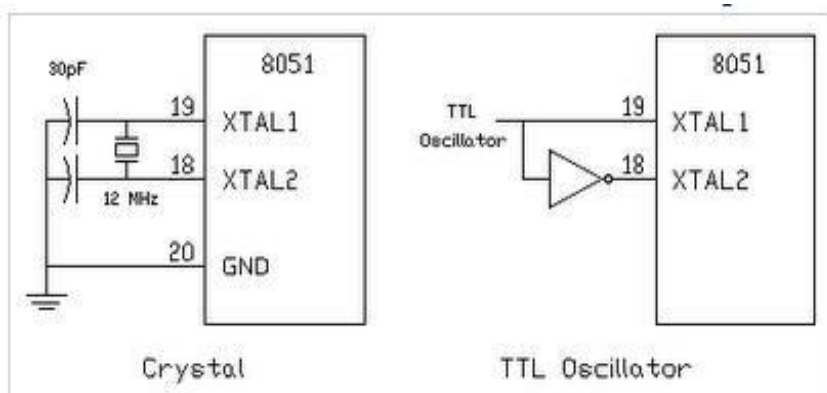 30pF
8051
19
XTAL1
18
XTAL2
12 MHz
20
GND
Crystal
8051
TTL
Oscillator
19
XTAL1
18
XTAL2
TTL Oscillator